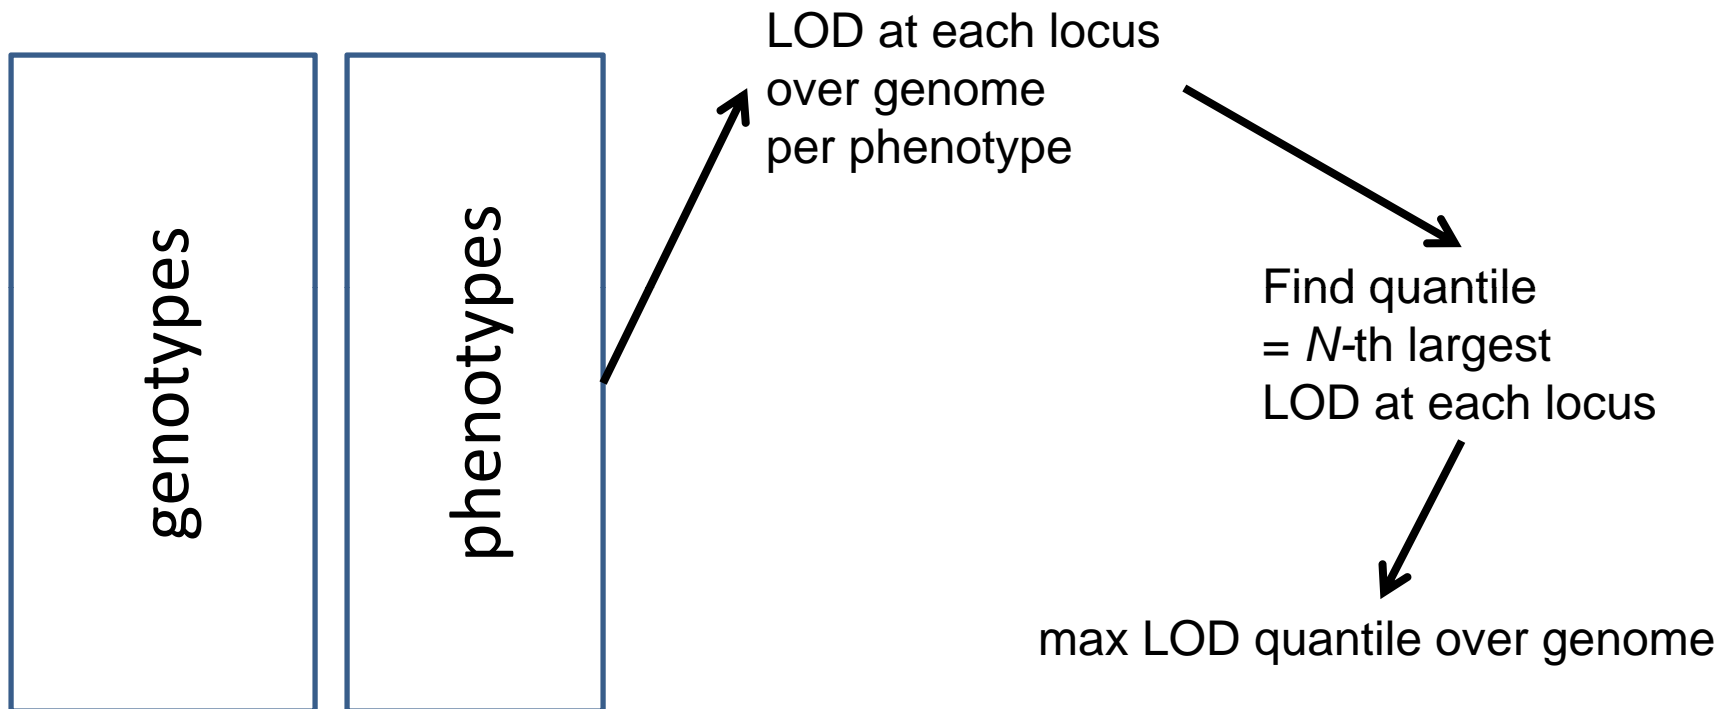 genotypes
phenotypes
LOD at each locus
over genome
per phenotype
Find quantile
= N-th largest
LOD at each locus
max LOD quantile over genome